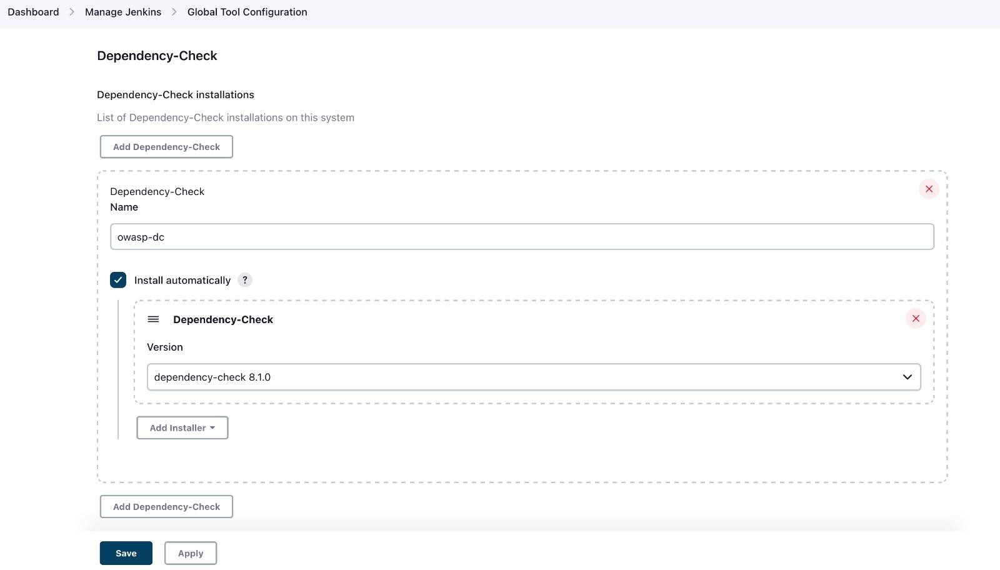 Dashboard > Manage Jenkins > Global Tool Configuration
Dependency-Check
Dependency-Check installations
List of Dependency-Check installations on this system
Add Dependency-Check
Dependency-Check
Name
owasp-dc
Install automatically ?
Dependency-Check
Version
dependency-check 8.1.0
Add Installer
Add Dependency-Check
Save Apply